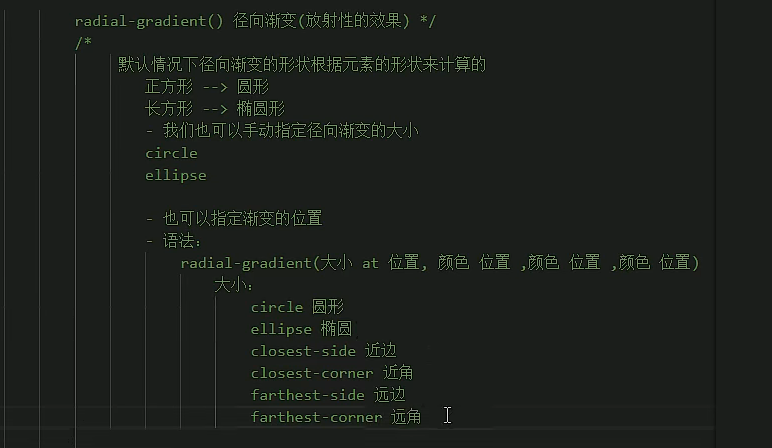 radial-gradient() 径向渐变(放射性的效果) */
/*
默认情况下径向渐变的形状根据元素的形状来计算的
正方形 --> 圆形
长方形 --> 椭圆形
- 我们也可以手动指定径向渐变的大小
circle
ellipse
- 也可以指定渐变的位置
- 语法：
radial-gradient(大小 at 位置, 颜色 位置 ,颜色 位置 ,颜色 位置)
大小：
circle 圆形
ellipse 椭圆
closest-side 近边
closest-corner 近角
farthest-side 远边
farthest-corner 远角